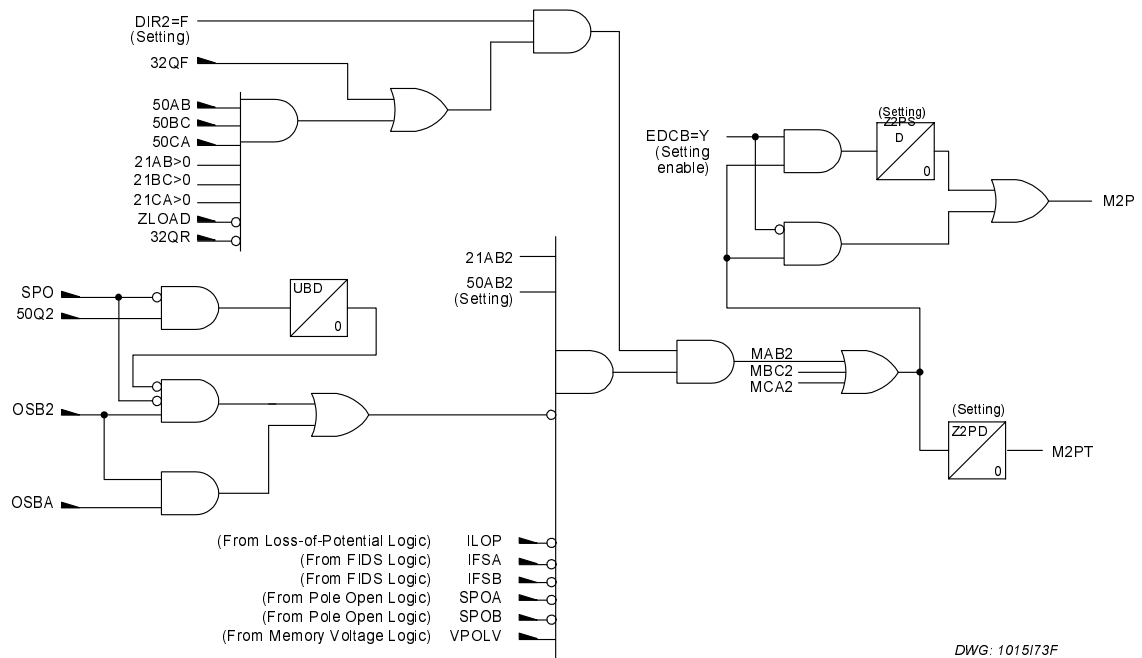 DIR2=F
(Setting)
32QF
50AB
50BC
50CA
21AB>0
21BC>0
21CA>0
ZLOAD
32QR
SPO
50Q2
UBD
0
OSB2
OSBA
21AB2
50AB2
(Setting)
(From Loss-of-Potential Logic) ILOP
(From FIDS Logic) IFSA
(From FIDS Logic) IFSB
(From Pole Open Logic) SPOA
(From Pole Open Logic) SPOB
(From Memory Voltage Logic) VPOLV
EDCB=Y
(Setting
enable)
(Setting)
Z2PS
D
0
M2P
MAB2
MBC2
MCA2
(Setting)
Z2PD
0
M2PT
DWG: 1015I73F